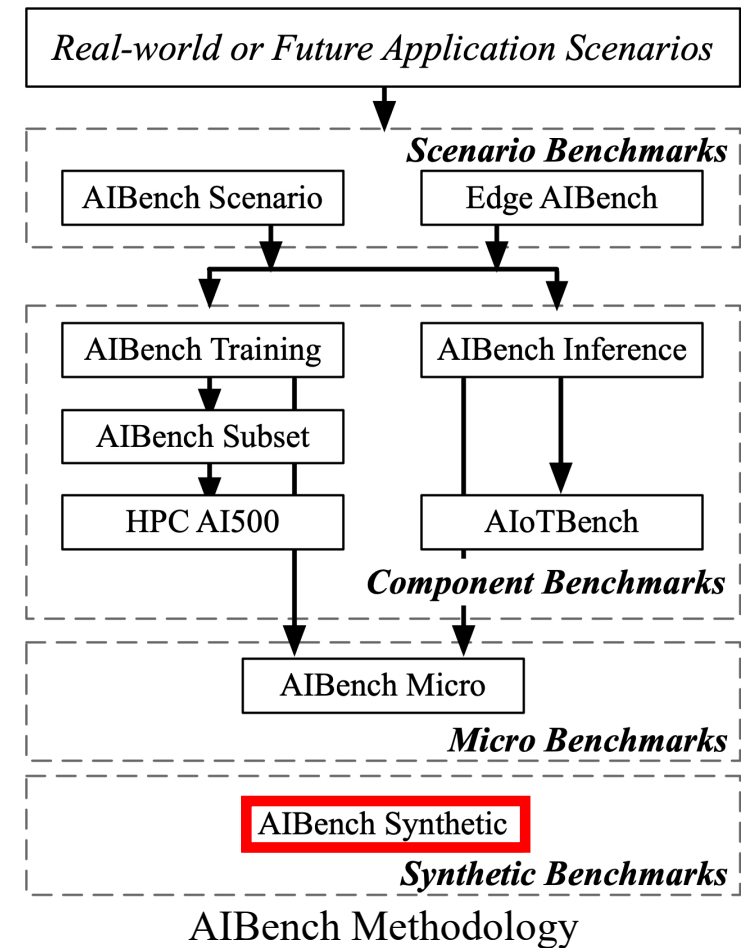 Real-world or Future Application Scenarios
Scenario Benchmarks
AIBench Scenario
Edge AIBench
AIBench Training
AIBench Inference
AIBench Subset
HPC AI500
AIoTBench
Component Benchmarks
AIBench Micro
Micro Benchmarks
AIBench Synthetic
Synthetic Benchmarks
AIBench Methodology